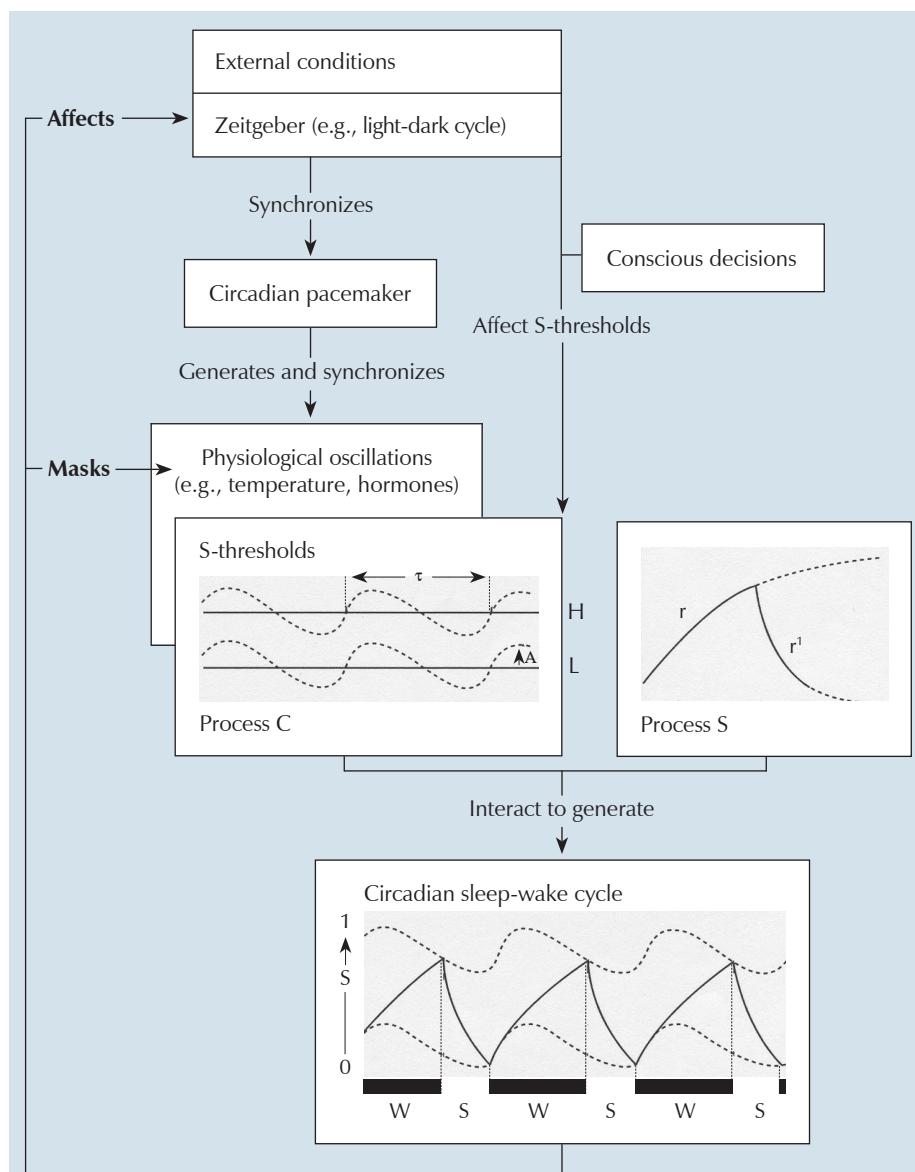 External conditions
Affects
Zeitgeber (e.g., light-dark cycle)
Synchronizes
Conscious decisions
Circadian pacemaker
Affect S-thresholds
Generates and synchronizes
Masks
Physiological oscillations
(e.g., temperature, hormones)
S-thresholds
τ
H
A
L
Process C
r
r¹
Process S
Interact to generate
Circadian sleep-wake cycle
1
S
0
W S W S W S